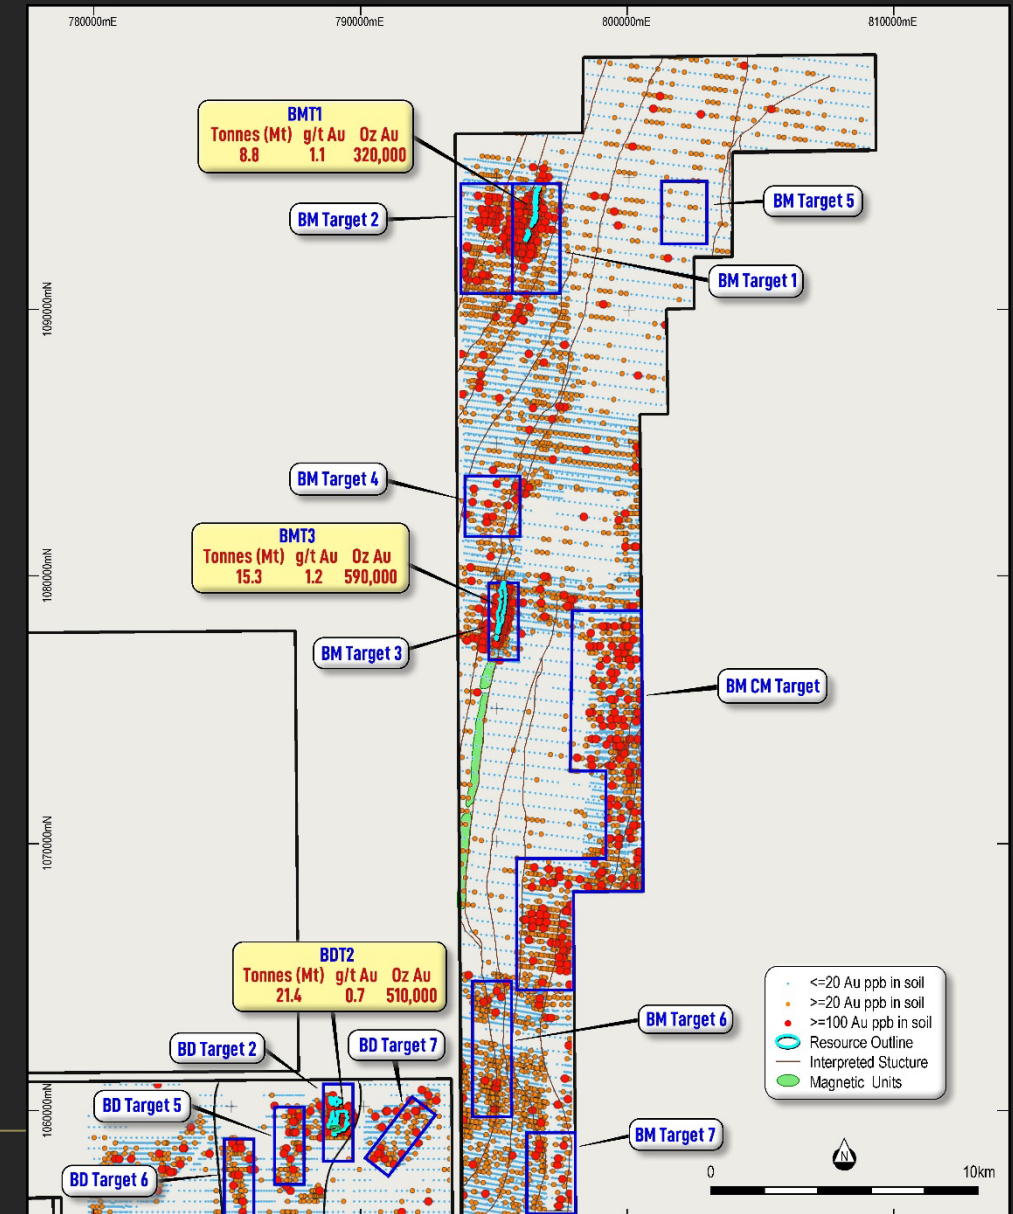 780000mE
790000mE
800000mE
810000mE
BMT1
Tonnes (Mt) g/t Au Oz Au
8.8 1.1 320,000
BM Target 2
BM Target 5
BM Target 1
1090000mN
BM Target 4
BMT3
Tonnes (Mt) g/t Au Oz Au
15.3 1.2 590,000
1080000mN
BM Target 3
BM CM Target
1070000mN
BDT2
Tonnes (Mt) g/t Au Oz Au
21.4 0.7 510,000
<=20 Au ppb in soil
>=20 Au ppb in soil
>=100 Au ppb in soil
Resource Outline
Interpreted Stucture
Magnetic Units
BM Target 6
BD Target 2
BD Target 7
BD Target 5
1060000mN
BM Target 7
BD Target 6
N
0 10km